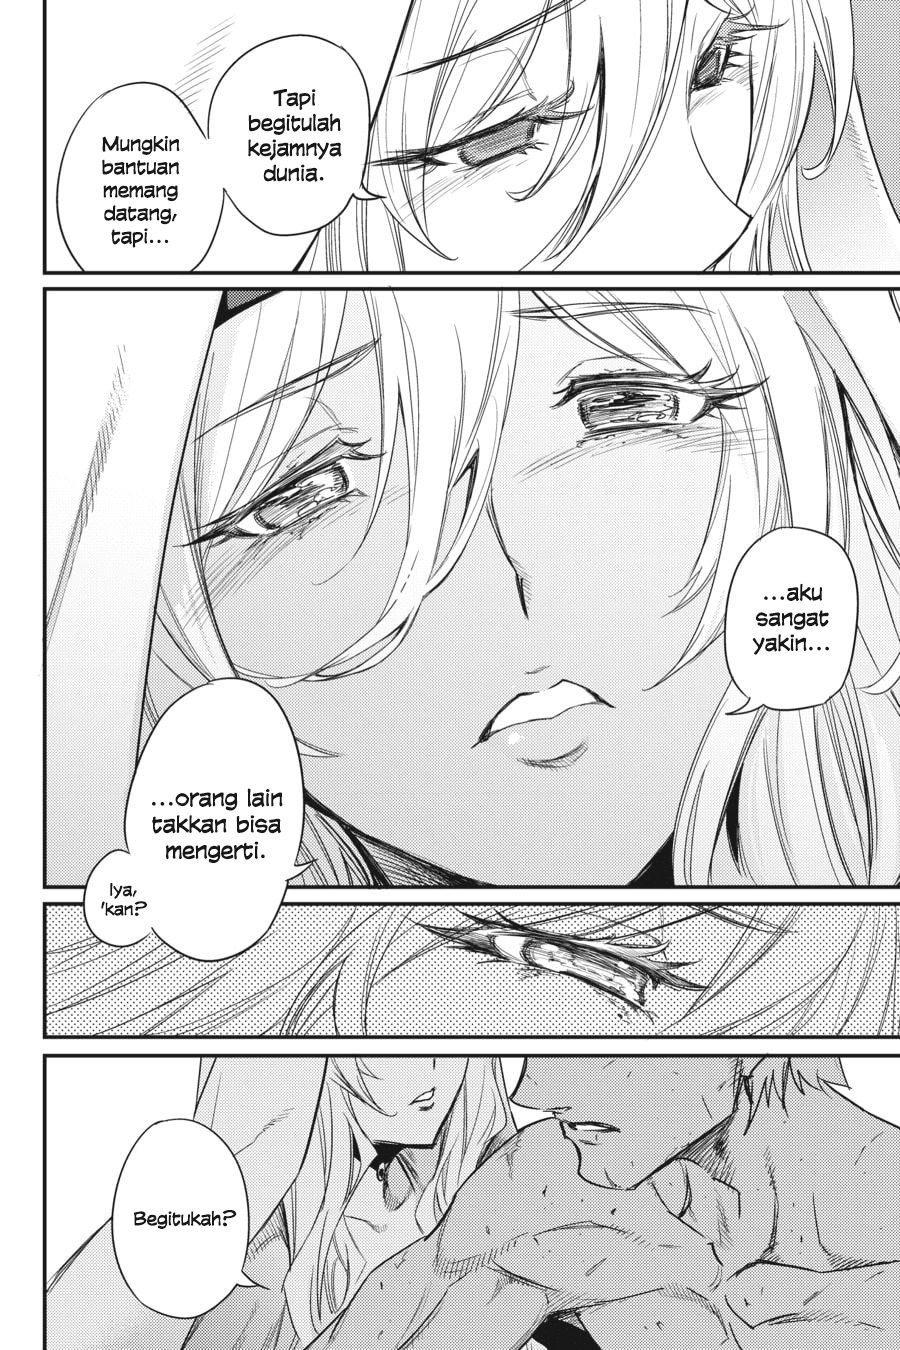 Tapi
begitulah
kejamnya
dunia.
Mungkin
bantuan
memang
datang,
tapi...
...aku
sangat
yakin...
...orang lain
takkan bisa
mengerti.
Iya,
'kan?
Begitukah?